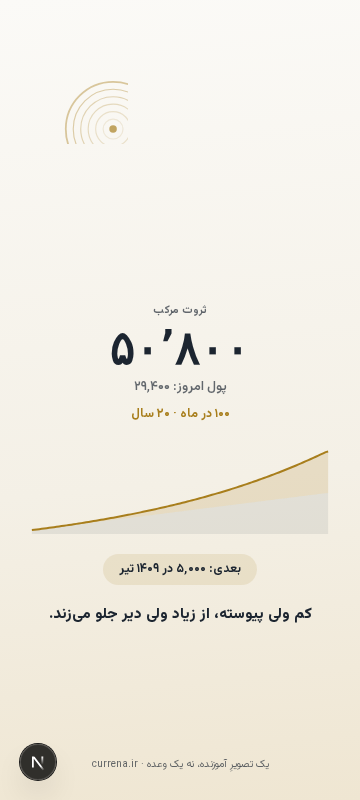 ثروت مرکب
۵۰٬۸۰۰
پول امروز: ۲۹,۴۰۰
۱۰۰ در ماه · ۲۰ سال
بعدی: ۵,۰۰۰ در ۱۴۰۹ تیر
کم ولی پیوسته، از زیاد ولی دیر جلو می‌زند.
یک تصویرِ آموزنده، نه یک وعده · currena.ir
N